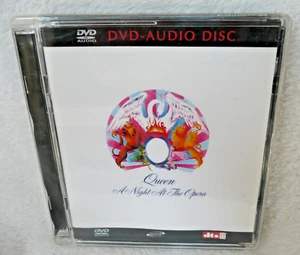 DVD
AUDIO
DVD-AUDIO DISC
Queen
A Night At The Opera
DVD
dts